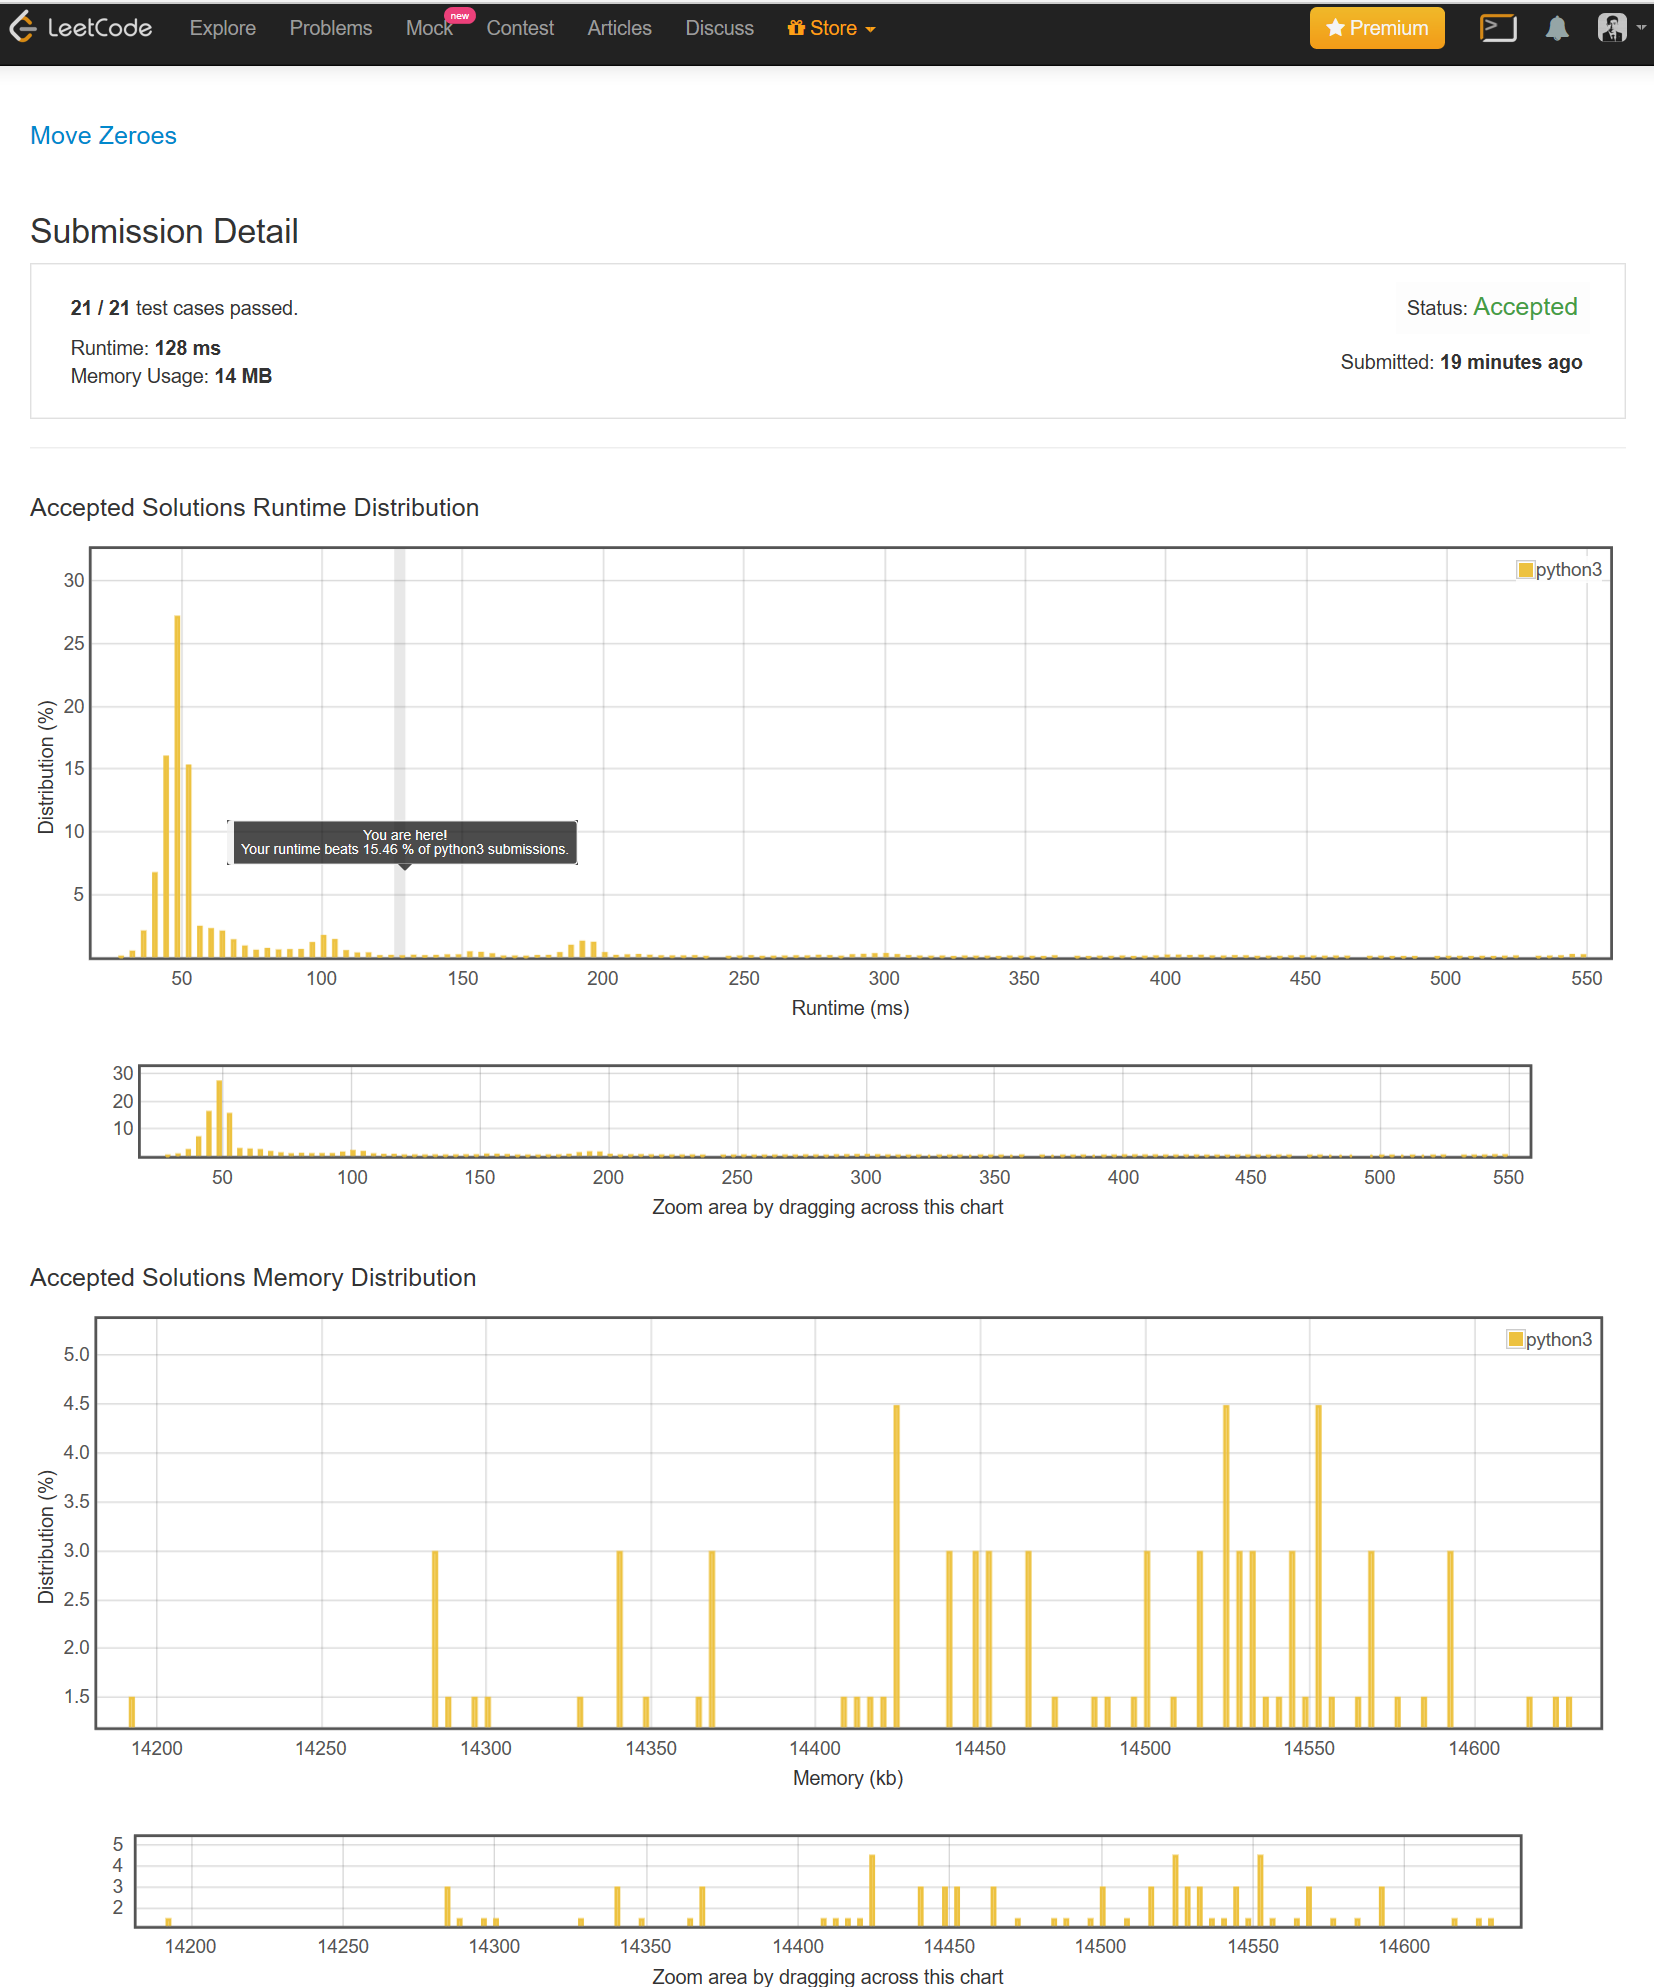 LeetCode Explore Problems Mock new Contest Articles Discuss Store Premium
Move Zeroes
Submission Detail
21 / 21 test cases passed.
Status: Accepted
Runtime: 128 ms
Submitted: 19 minutes ago
Memory Usage: 14 MB
Accepted Solutions Runtime Distribution
python3
30
25
20
15
10
5
Distribution (%)
You are here!
Your runtime beats 15.46 % of python3 submissions.
50 100 150 200 250 300 350 400 450 500 550
Runtime (ms)
30
20
10
50 100 150 200 250 300 350 400 450 500 550
Zoom area by dragging across this chart
Accepted Solutions Memory Distribution
python3
5.0
4.5
4.0
3.5
3.0
2.5
2.0
1.5
Distribution (%)
14200 14250 14300 14350 14400 14450 14500 14550 14600
Memory (kb)
5
4
3
2
14200 14250 14300 14350 14400 14450 14500 14550 14600
Zoom area by dragging across this chart